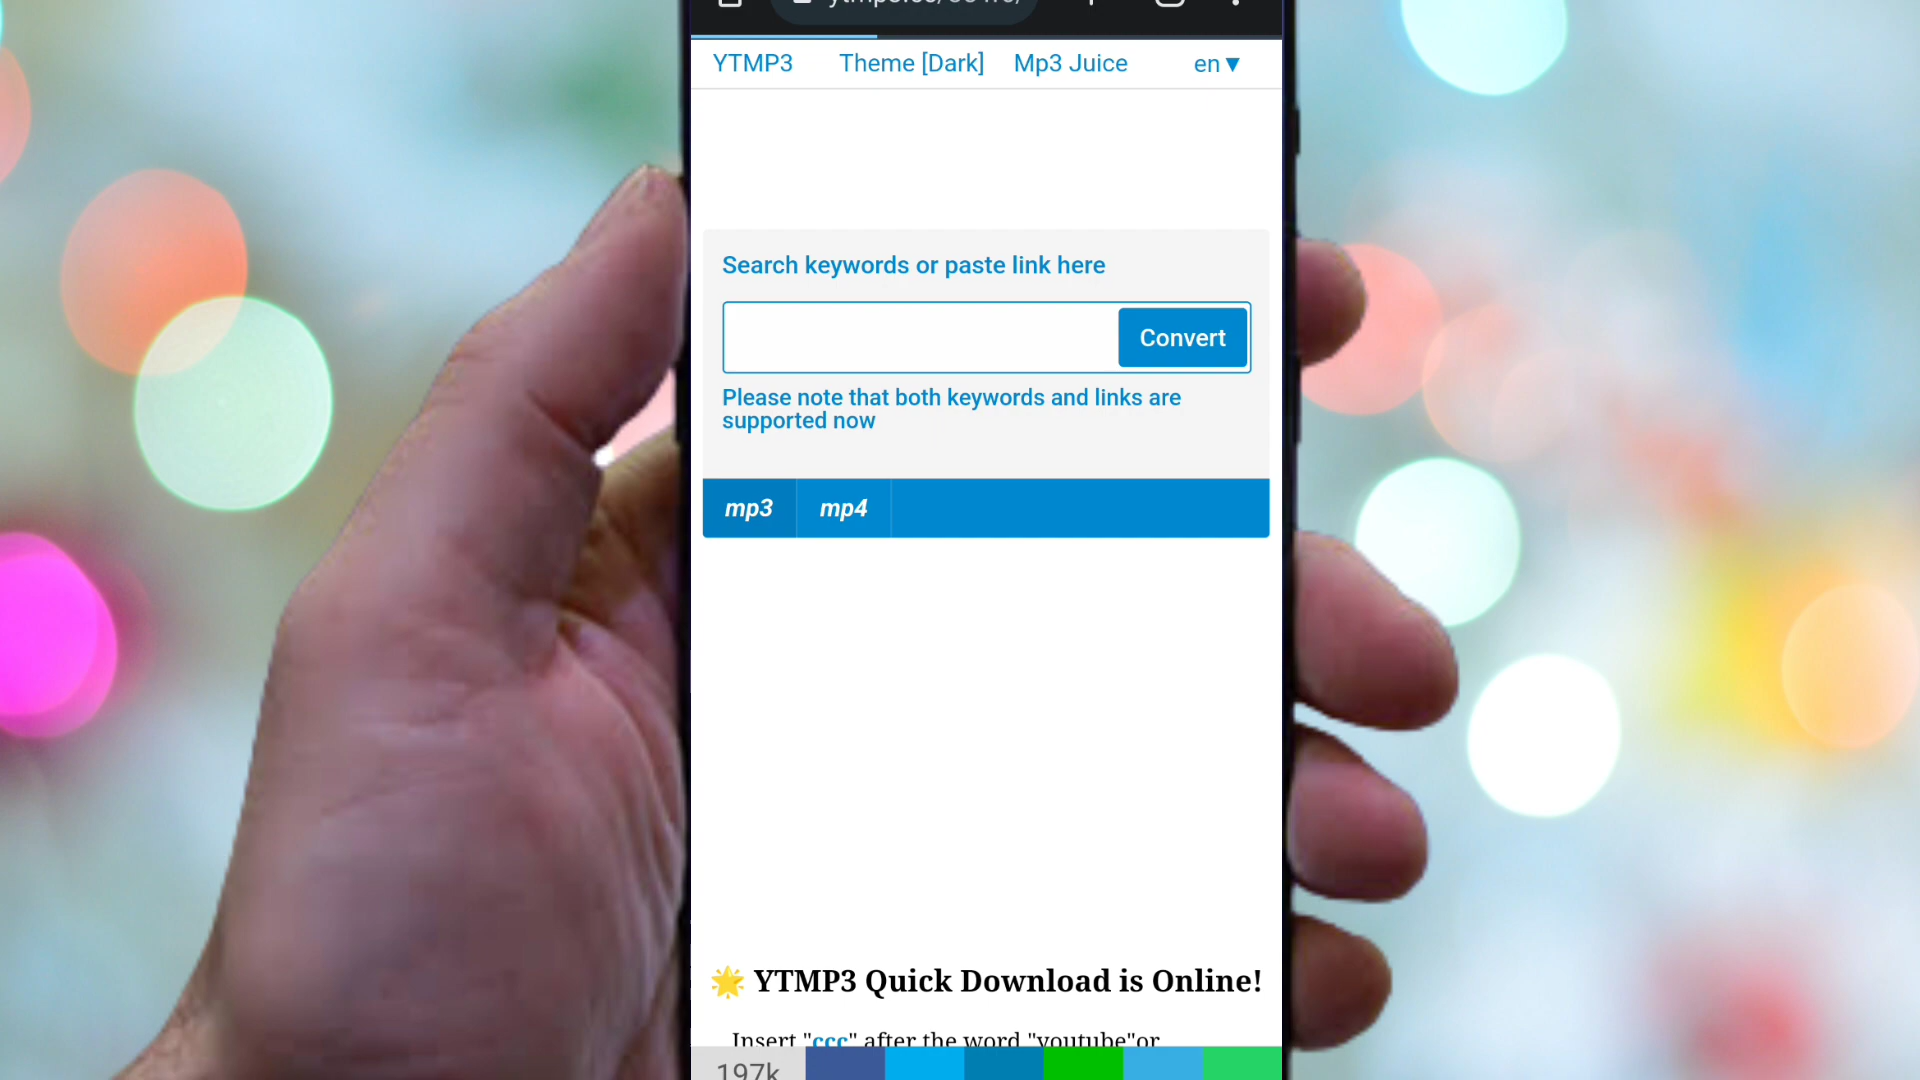 YTMP3 Theme [Dark] Mp3 Juice en▼
Search keywords or paste link here
Convert
Please note that both keywords and links are
supported now
mp3 mp4
🌟 YTMP3 Quick Download is Online!
Insert "ccc" after the word "youtube"or
197k